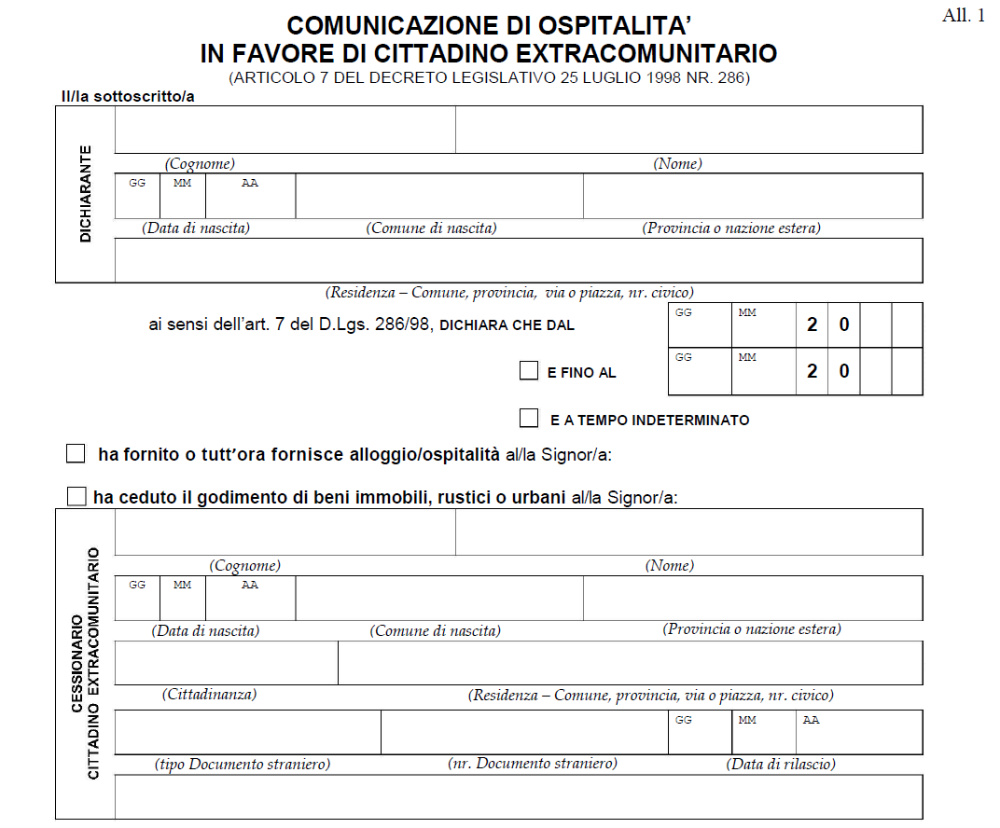 All. 1
COMUNICAZIONE DI OSPITALITA’
IN FAVORE DI CITTADINO EXTRACOMUNITARIO
(ARTICOLO 7 DEL DECRETO LEGISLATIVO 25 LUGLIO 1998 NR. 286)
Il/la sottoscritto/a
DICHIARANTE
(Cognome) (Nome)
GG MM AA
(Data di nascita) (Comune di nascita) (Provincia o nazione estera)
(Residenza – Comune, provincia, via o piazza, nr. civico)
ai sensi dell’art. 7 del D.Lgs. 286/98, DICHIARA CHE DAL GG MM 2 0
E FINO AL GG MM 2 0
E A TEMPO INDETERMINATO
ha fornito o tutt’ora fornisce alloggio/ospitalità al/la Signor/a:
ha ceduto il godimento di beni immobili, rustici o urbani al/la Signor/a:
CESSIONARIO
CITTADINO EXTRACOMUNITARIO
(Cognome) (Nome)
GG MM AA
(Data di nascita) (Comune di nascita) (Provincia o nazione estera)
(Cittadinanza) (Residenza – Comune, provincia, via o piazza, nr. civico)
GG MM AA
(tipo Documento straniero) (nr. Documento straniero) (Data di rilascio)